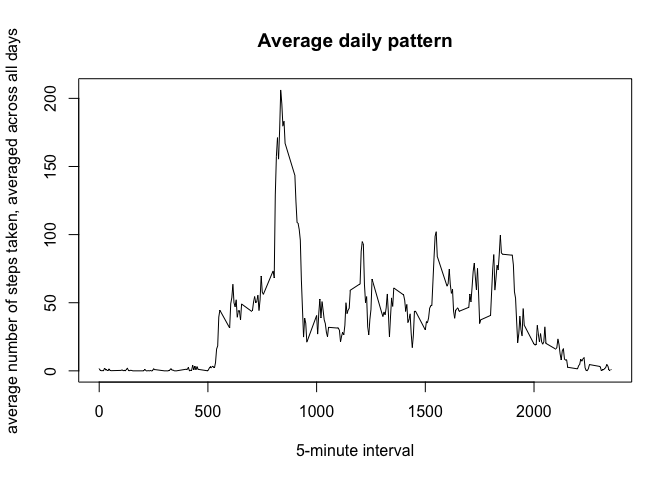 Average daily pattern
average number of steps taken, averaged across all days
200
150
100
50
0
0 500 1000 1500 2000
5-minute interval